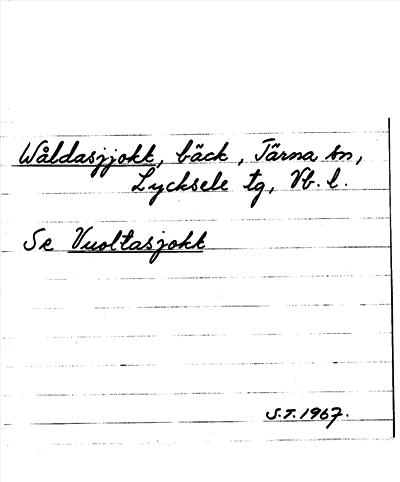 Wåldasjjokk, bäck, Tärna sn,
Lycksele tg, Vb. l.
Se Vuoltasjokk
S.T. 1967.